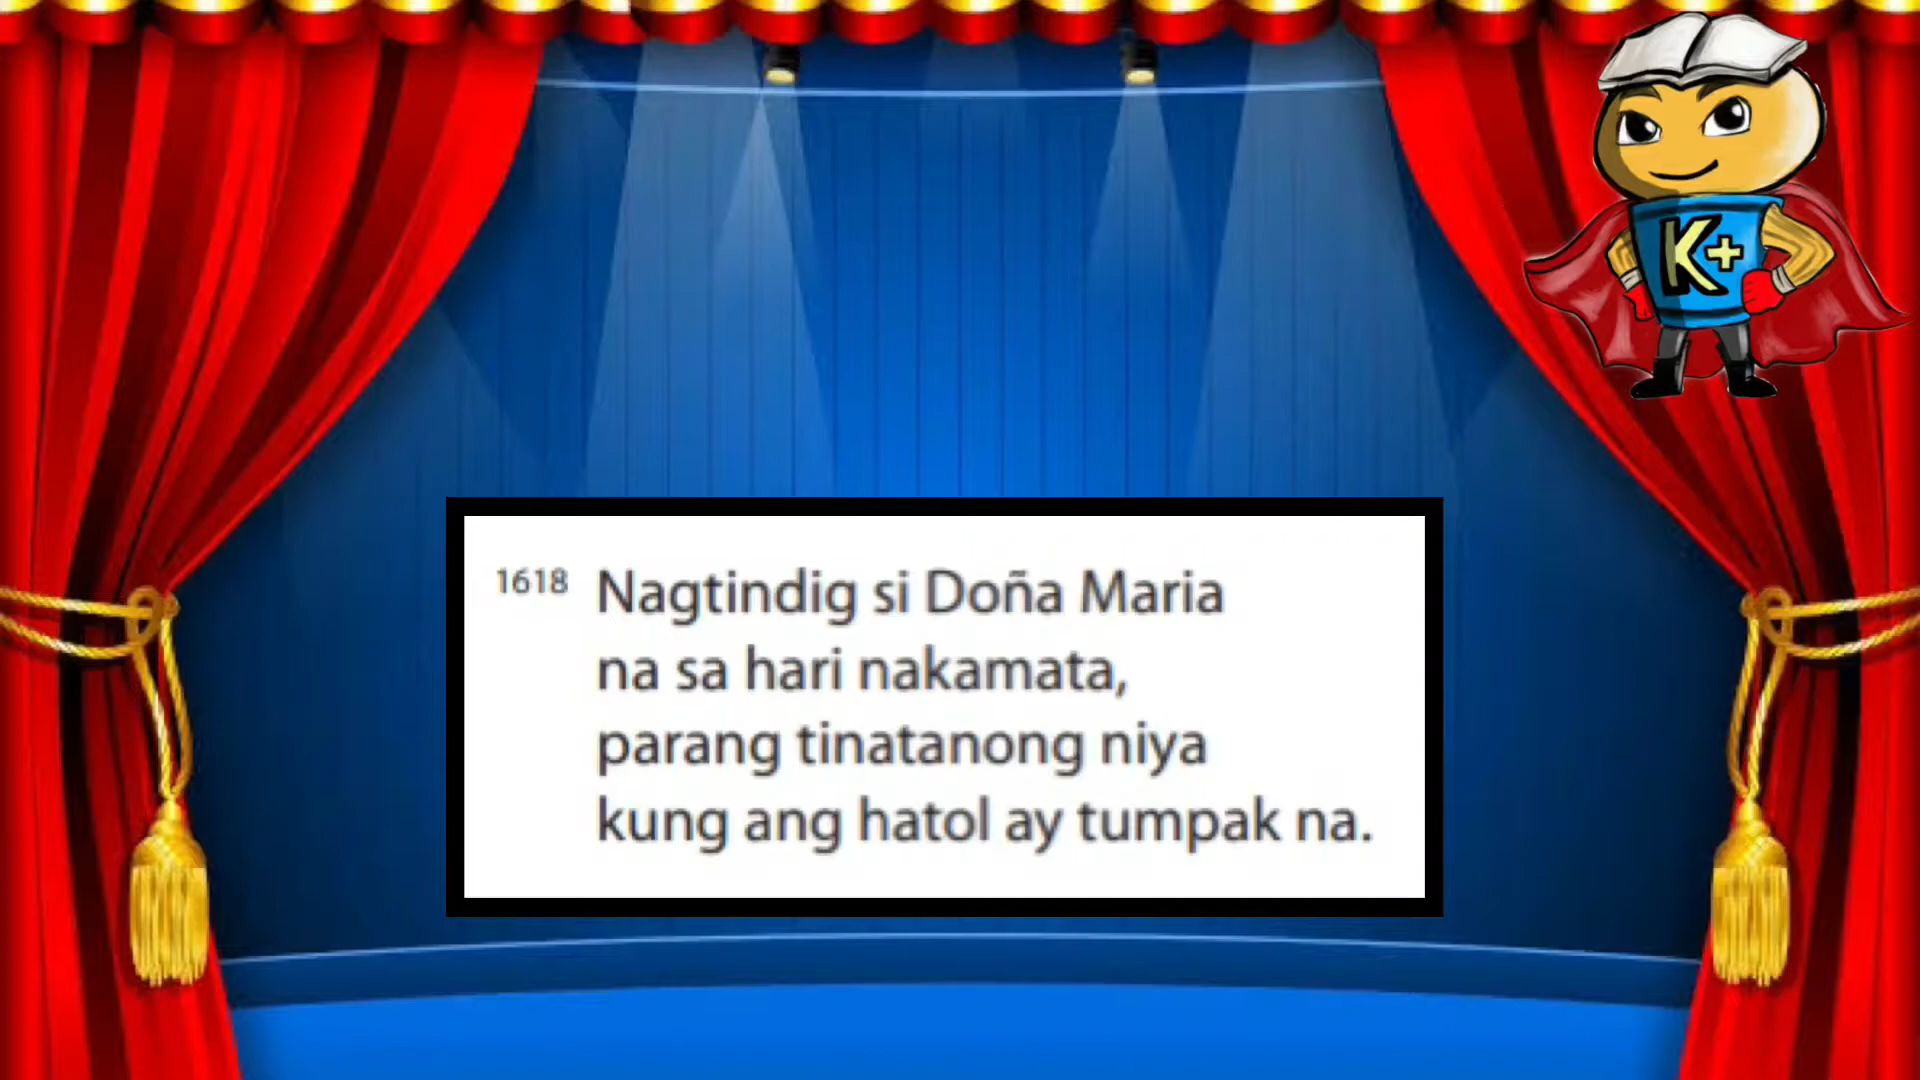 K+
1618 Nagtindig si Doña Maria
na sa hari nakamata,
parang tinatanong niya
kung ang hatol ay tumpak na.